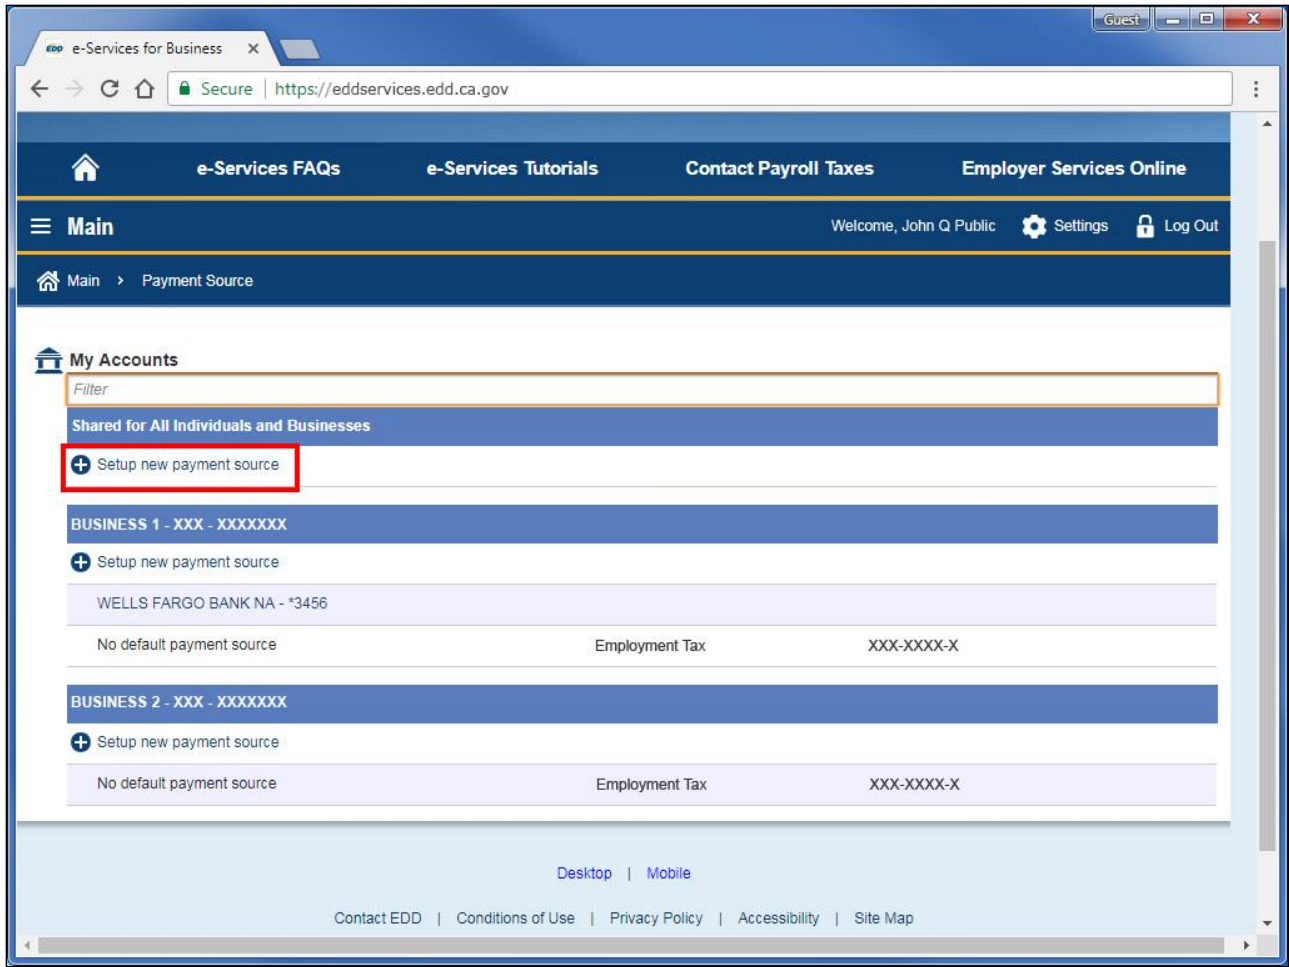 Guest
EDD e-Services for Business
Secure | https://eddservices.edd.ca.gov
e-Services FAQs e-Services Tutorials Contact Payroll Taxes Employer Services Online
Main Welcome, John Q Public Settings Log Out
Main > Payment Source
My Accounts
Filter
Shared for All Individuals and Businesses
Setup new payment source
BUSINESS 1 - XXX - XXXXXXX
Setup new payment source
WELLS FARGO BANK NA - *3456
No default payment source Employment Tax XXX-XXXX-X
BUSINESS 2 - XXX - XXXXXXX
Setup new payment source
No default payment source Employment Tax XXX-XXXX-X
Desktop | Mobile
Contact EDD | Conditions of Use | Privacy Policy | Accessibility | Site Map